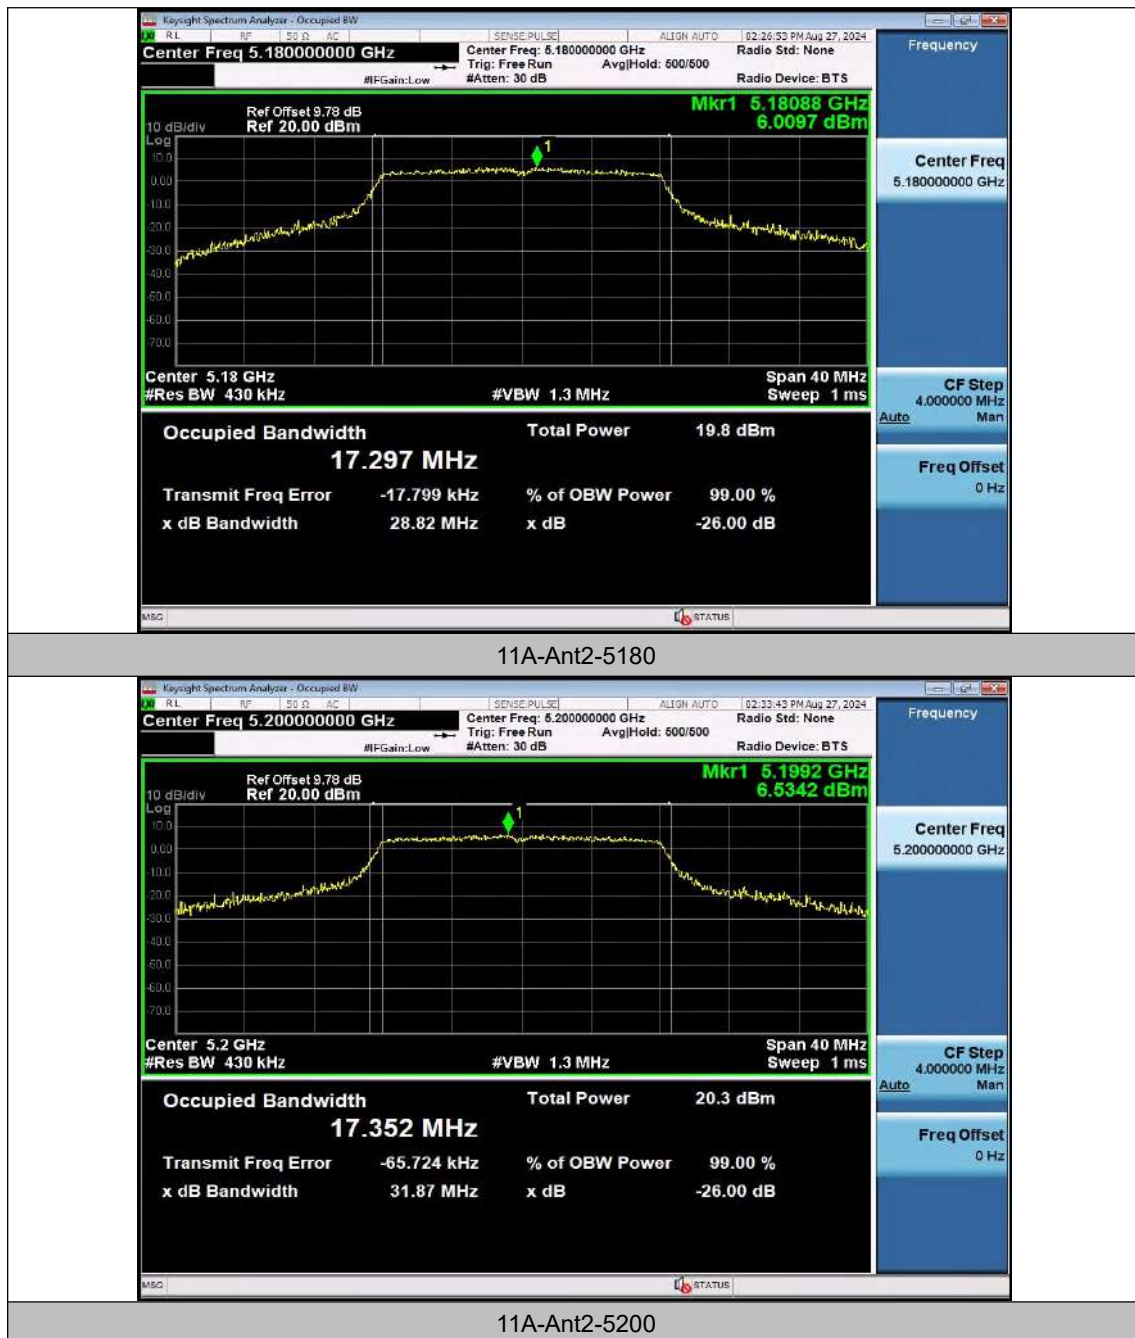 Keysight Spectrum Analyzer - Occupied BW
RL RF 50 Ω AC SENSE:PULSE ALIGN AUTO 02:26:53 PM Aug 27, 2024
Center Freq 5.180000000 GHz Center Freq: 5.180000000 GHz Radio Std: None Frequency
Trig: Free Run Avg|Hold: 500/500
#IFGain:Low #Atten: 30 dB Radio Device: BTS
Mkr1 5.18088 GHz
6.0097 dBm
Ref Offset 9.78 dB
10 dB/div Ref 20.00 dBm
Log
1
10.0
0.00
-10.0
-20.0
-30.0
-40.0
-50.0
-60.0
-70.0
Center Freq
5.180000000 GHz
Center 5.18 GHz Span 40 MHz
#Res BW 430 kHz #VBW 1.3 MHz Sweep 1 ms
CF Step
4.000000 MHz
Auto Man
Occupied Bandwidth Total Power 19.8 dBm
17.297 MHz
Freq Offset
0 Hz
Transmit Freq Error -17.799 kHz % of OBW Power 99.00 %
x dB Bandwidth 28.82 MHz x dB -26.00 dB
MSG STATUS
11A-Ant2-5180
Keysight Spectrum Analyzer - Occupied BW
RL RF 50 Ω AC SENSE:PULSE ALIGN AUTO 02:33:43 PM Aug 27, 2024
Center Freq 5.200000000 GHz Center Freq: 5.200000000 GHz Radio Std: None Frequency
Trig: Free Run Avg|Hold: 500/500
#IFGain:Low #Atten: 30 dB Radio Device: BTS
Mkr1 5.1992 GHz
6.5342 dBm
Ref Offset 9.78 dB
10 dB/div Ref 20.00 dBm
Log
1
10.0
0.00
-10.0
-20.0
-30.0
-40.0
-50.0
-60.0
-70.0
Center Freq
5.200000000 GHz
Center 5.2 GHz Span 40 MHz
#Res BW 430 kHz #VBW 1.3 MHz Sweep 1 ms
CF Step
4.000000 MHz
Auto Man
Occupied Bandwidth Total Power 20.3 dBm
17.352 MHz
Freq Offset
0 Hz
Transmit Freq Error -65.724 kHz % of OBW Power 99.00 %
x dB Bandwidth 31.87 MHz x dB -26.00 dB
MSG STATUS
11A-Ant2-5200